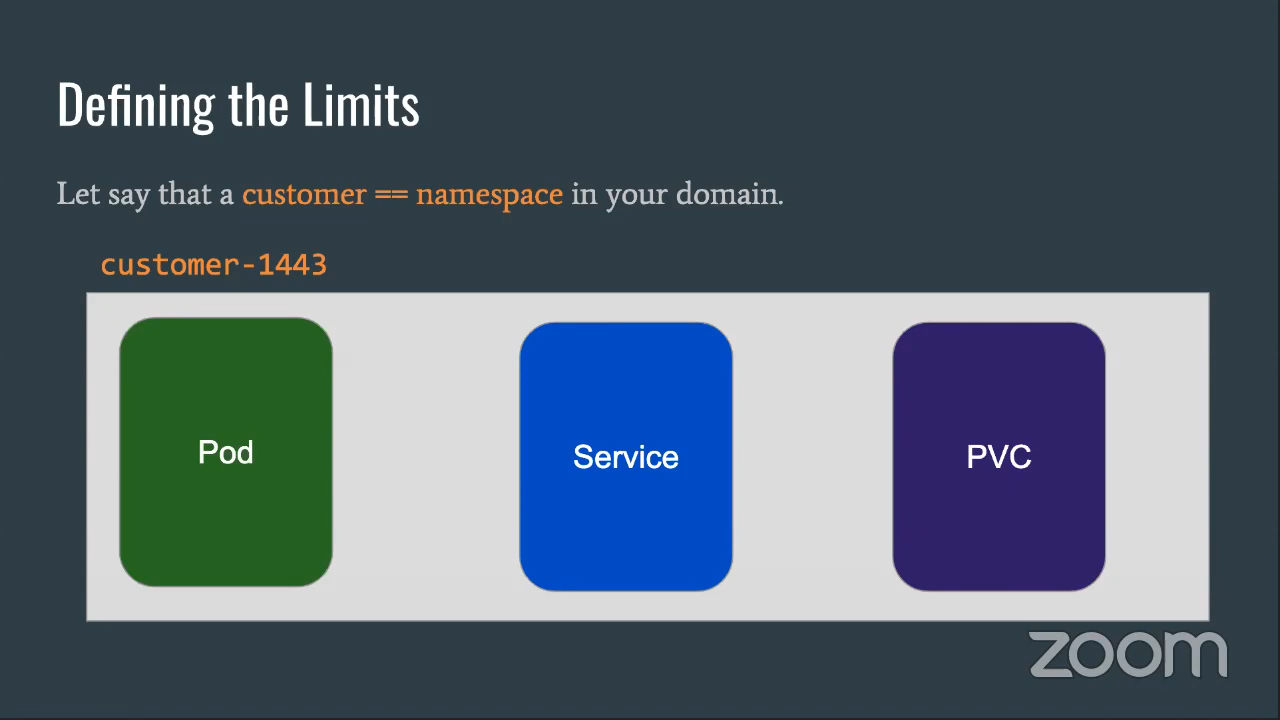 Defining the Limits
Let say that a customer == namespace in your domain.
customer-1443
Pod
Service
PVC
zoom